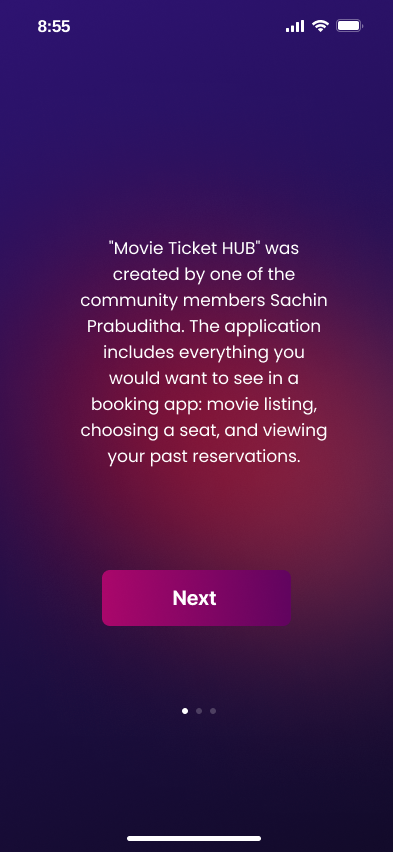 8:55
"Movie Ticket HUB" was
created by one of the
community members Sachin
Prabuditha. The application
includes everything you
would want to see in a
booking app: movie listing,
choosing a seat, and viewing
your past reservations.
Next